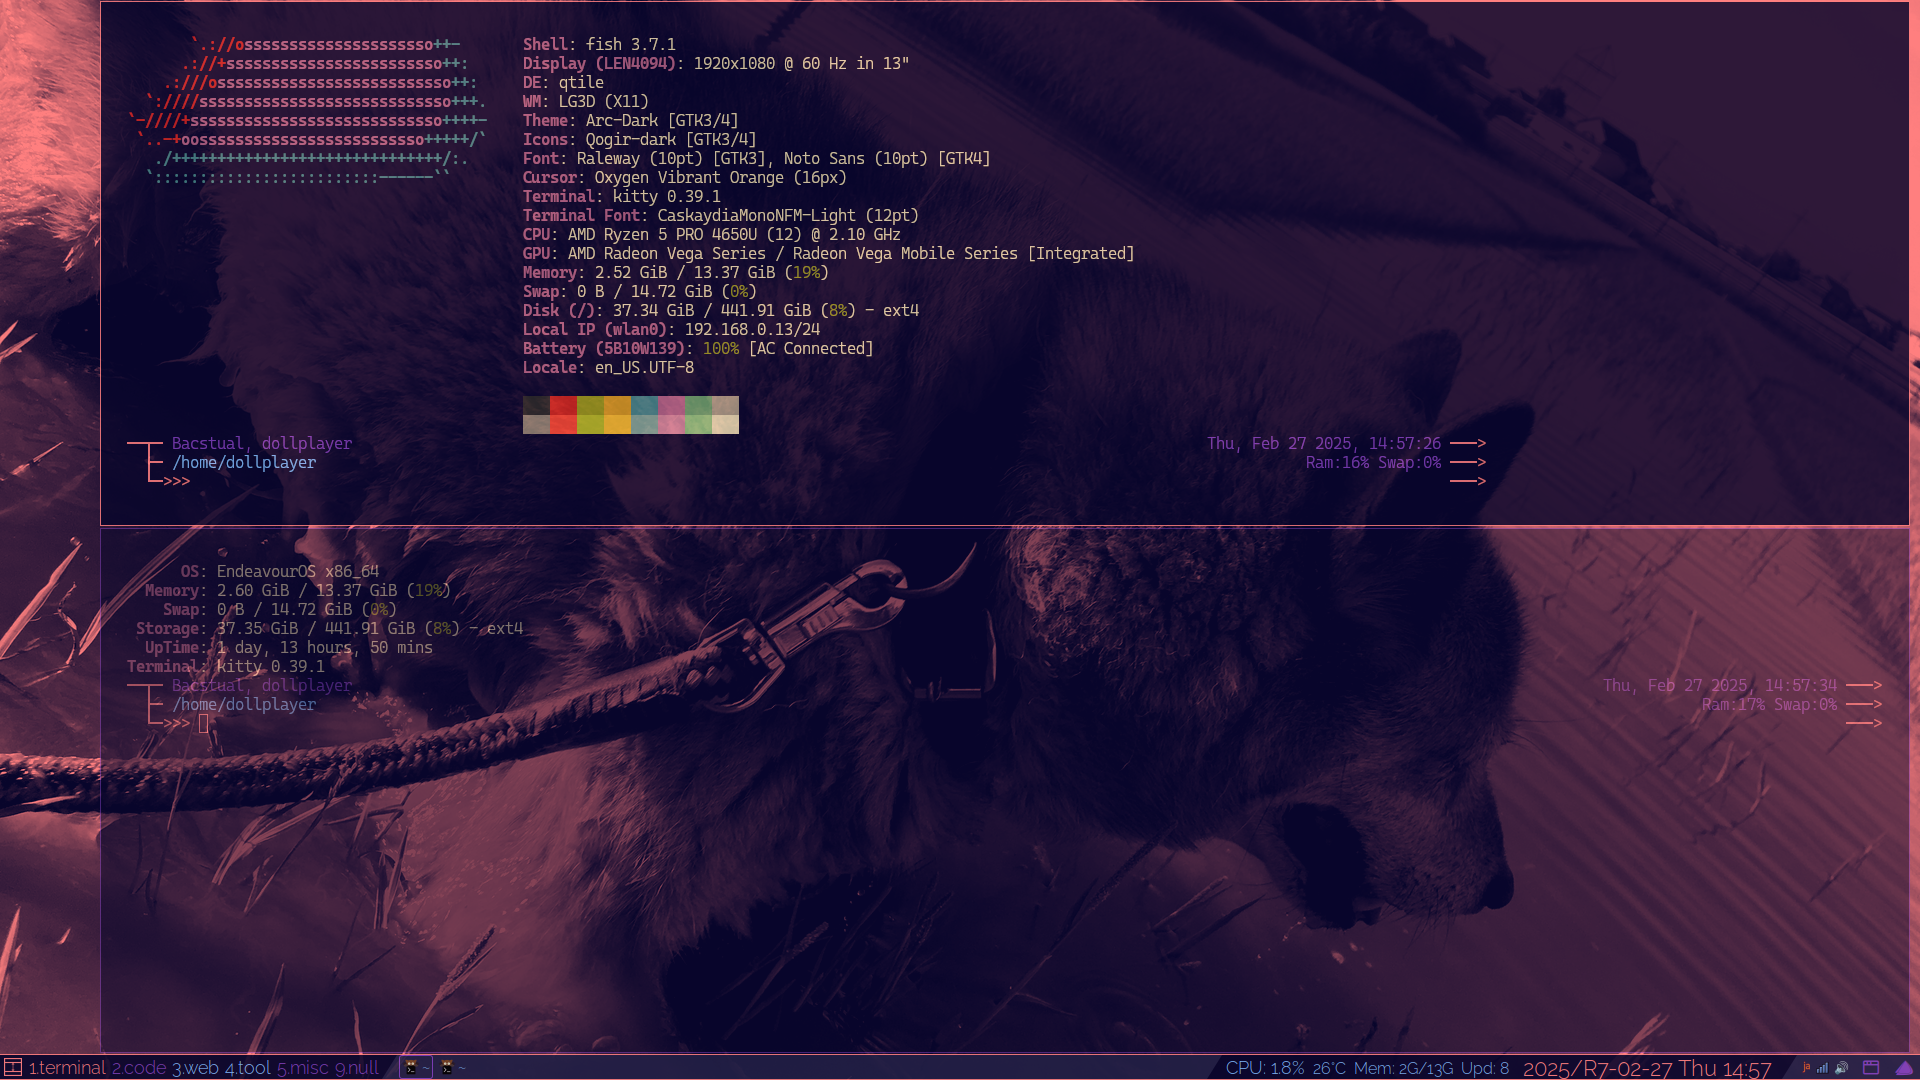 `.://ossssssssssssssssssssso++-
Shell: fish 3.7.1
.://+sssssssssssssssssssssssso++:
Display (LEN4094): 1920x1080 @ 60 Hz in 13"
.:///ossssssssssssssssssssssssssso++:
DE: qtile
`:////ssssssssssssssssssssssssssso+++.
WM: LG3D (X11)
`-////+ssssssssssssssssssssssssssso++++-
Theme: Arc-Dark [GTK3/4]
`..-+oosssssssssssssssssssssssso+++++/`
Icons: Qogir-dark [GTK3/4]
./++++++++++++++++++++++++++++++/:.
Font: Raleway (10pt) [GTK3], Noto Sans (10pt) [GTK4]
`:::::::::::::::::::::::::------``
Cursor: Oxygen Vibrant Orange (16px)
Terminal: kitty 0.39.1
Terminal Font: CaskaydiaMonoNFM-Light (12pt)
CPU: AMD Ryzen 5 PRO 4650U (12) @ 2.10 GHz
GPU: AMD Radeon Vega Series / Radeon Vega Mobile Series [Integrated]
Memory: 2.52 GiB / 13.37 GiB (19%)
Swap: 0 B / 14.72 GiB (0%)
Disk (/): 37.34 GiB / 441.91 GiB (8%) - ext4
Local IP (wlan0): 192.168.0.13/24
Battery (5B10W139): 100% [AC Connected]
Locale: en_US.UTF-8
Bacstual, dollplayer
Thu, Feb 27 2025, 14:57:26 ──>
/home/dollplayer
Ram:16% Swap:0% ──>
>>>
──>
OS: EndeavourOS x86_64
Memory: 2.60 GiB / 13.37 GiB (19%)
Swap: 0 B / 14.72 GiB (0%)
Storage: 37.35 GiB / 441.91 GiB (8%) - ext4
UpTime: 1 day, 13 hours, 50 mins
Terminal: kitty 0.39.1
Bacstual, dollplayer
Thu, Feb 27 2025, 14:57:34 ──>
/home/dollplayer
Ram:17% Swap:0% ──>
>>>
──>
1.terminal 2.code 3.web 4.tool 5.misc 9.null ~ ~ CPU: 1.8% 26°C Mem: 2G/13G Upd: 8 2025/R7-02-27 Thu 14:57 ja